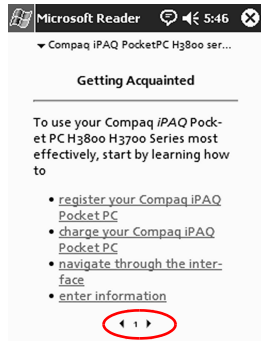 Microsoft Reader 5:46
Compaq iPAQ PocketPC H3800 ser...
Getting Acquainted
To use your Compaq iPAQ Pock-
et PC H3800 H3700 Series most
effectively, start by learning how
to
• register your Compaq iPAQ
Pocket PC
• charge your Compaq iPAQ
Pocket PC
• navigate through the inter-
face
• enter information
1